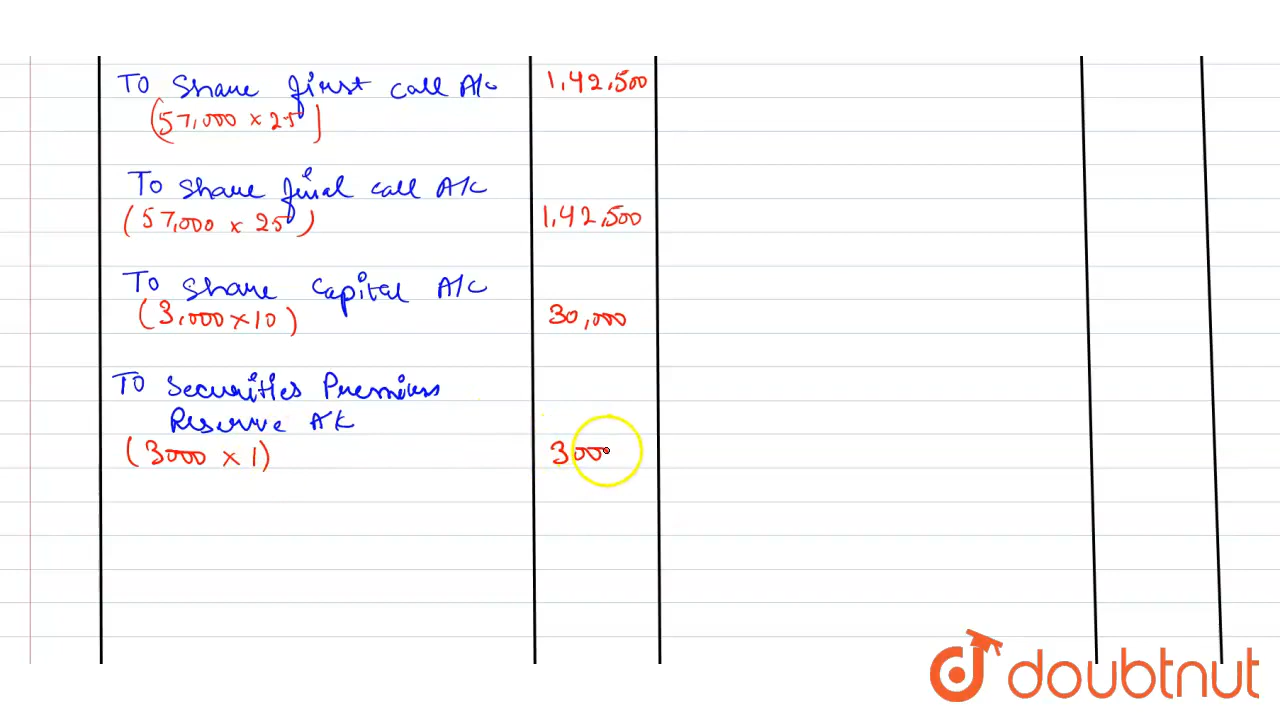 To Share first call A/c 1,42,500
(57,000 × 25)
To Share final call A/c
(57,000 × 25) 1,42,500
To Share Capital A/c
(3,000 × 10) 30,000
To Securities Premium
Reserve A/c
(3000 × 1) 3000
doubtnut